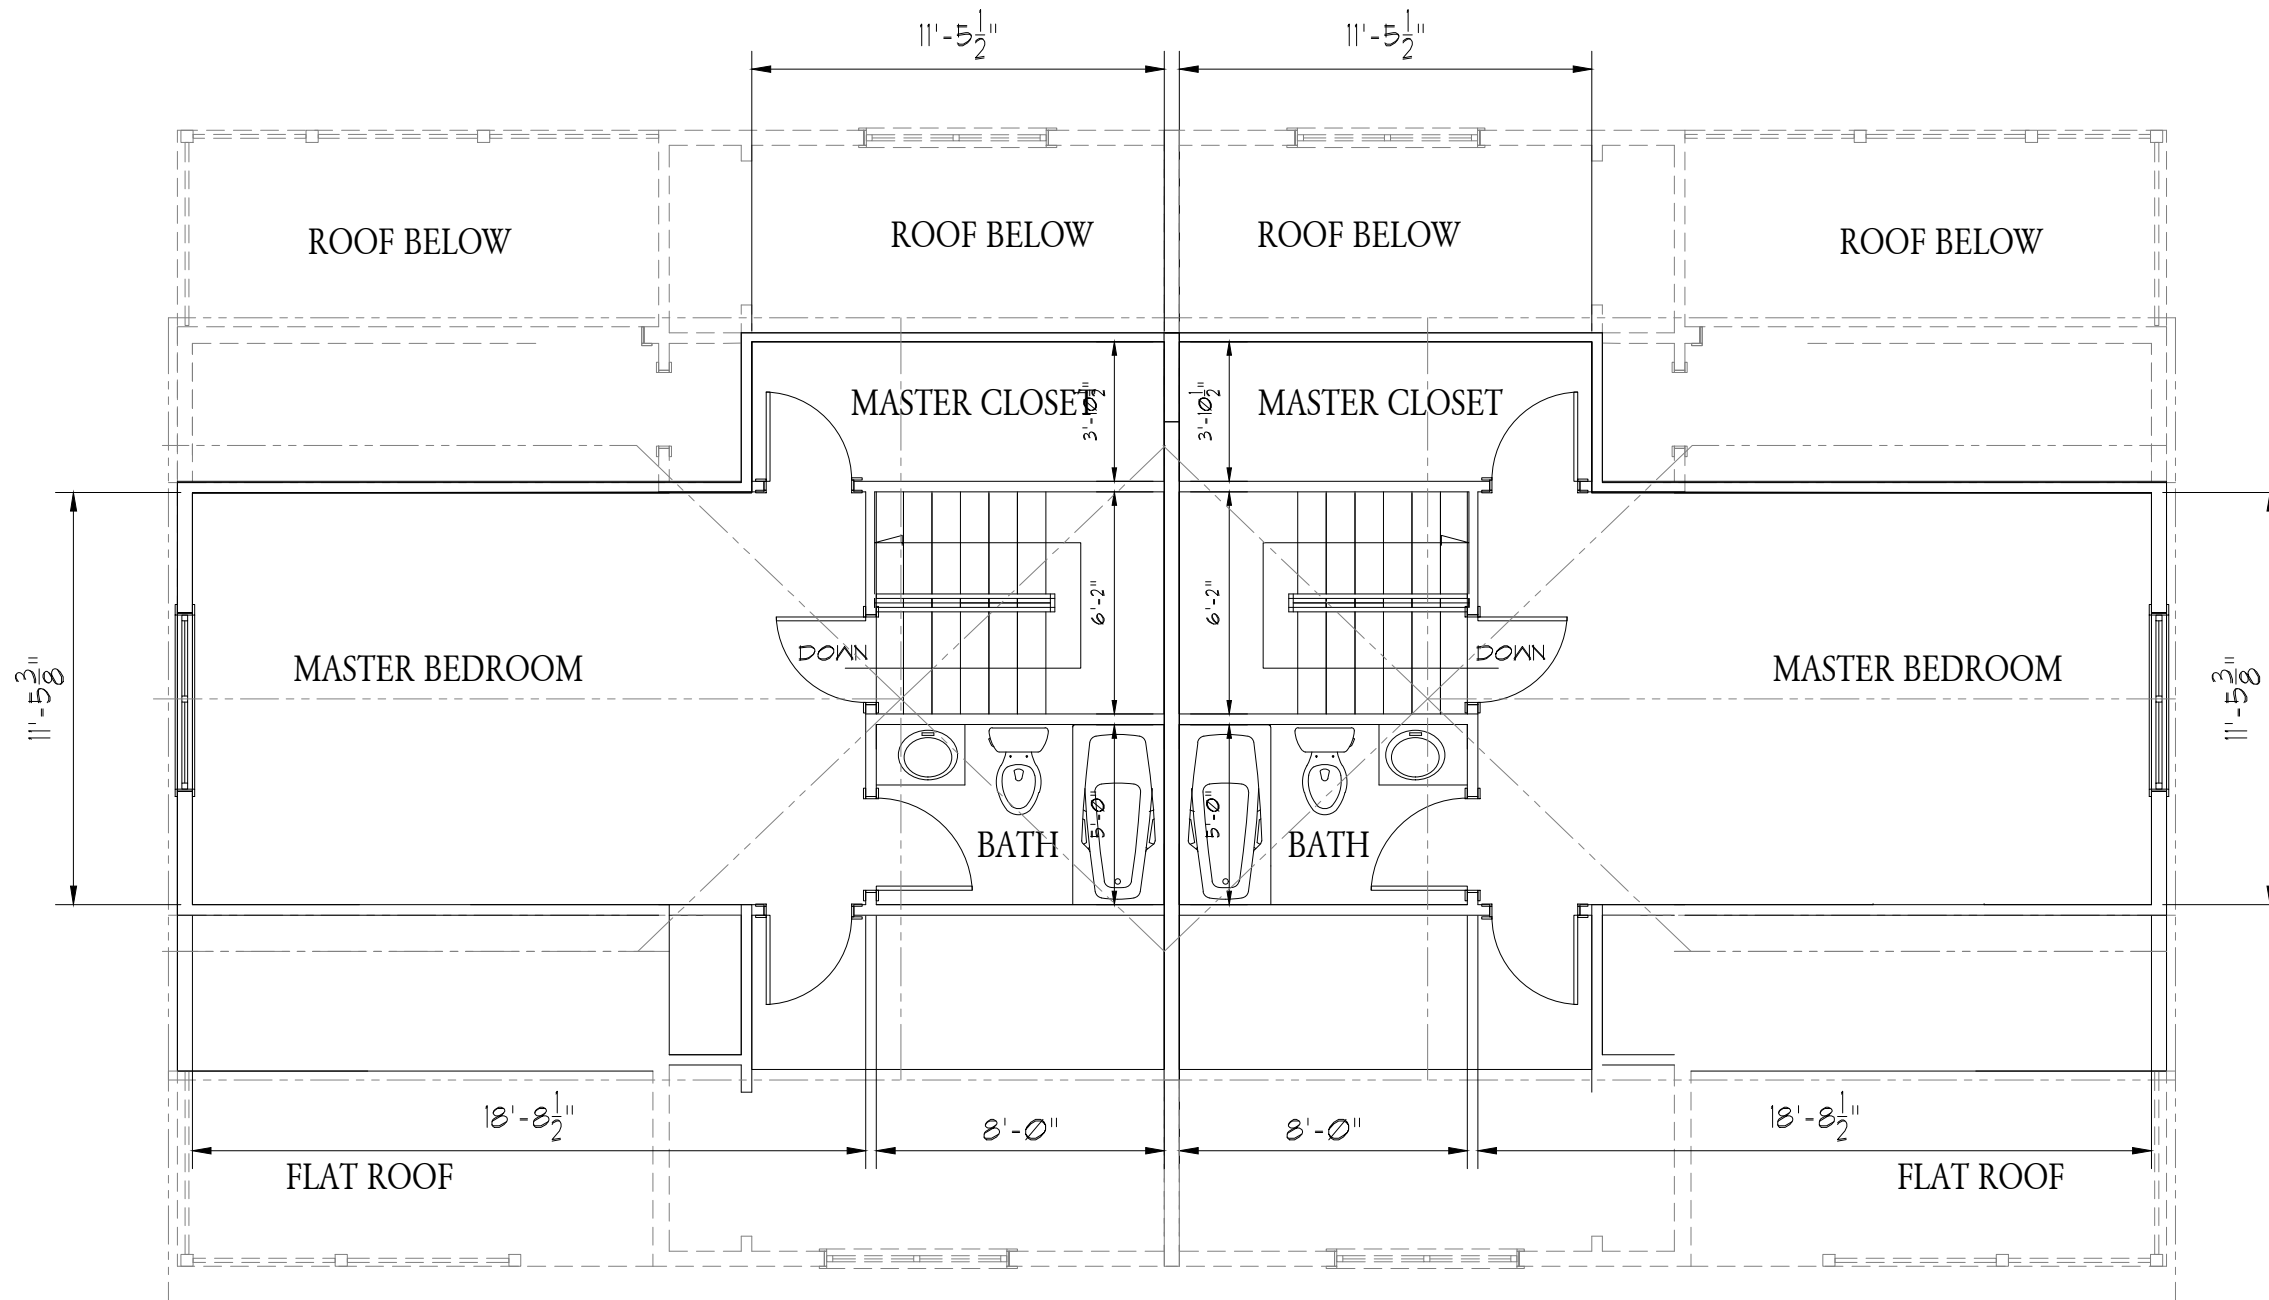 11'-5 1/2" 11'-5 1/2"
ROOF BELOW ROOF BELOW ROOF BELOW ROOF BELOW
MASTER CLOSET MASTER CLOSET
3'-10 1/2" 3'-10 1/2"
6'-2" 6'-2"
DOWN DOWN
11'-5 3/8" MASTER BEDROOM MASTER BEDROOM 11'-5 3/8"
5'-0" 5'-0"
BATH BATH
18'-8 1/2" 8'-0" 8'-0" 18'-8 1/2"
FLAT ROOF FLAT ROOF